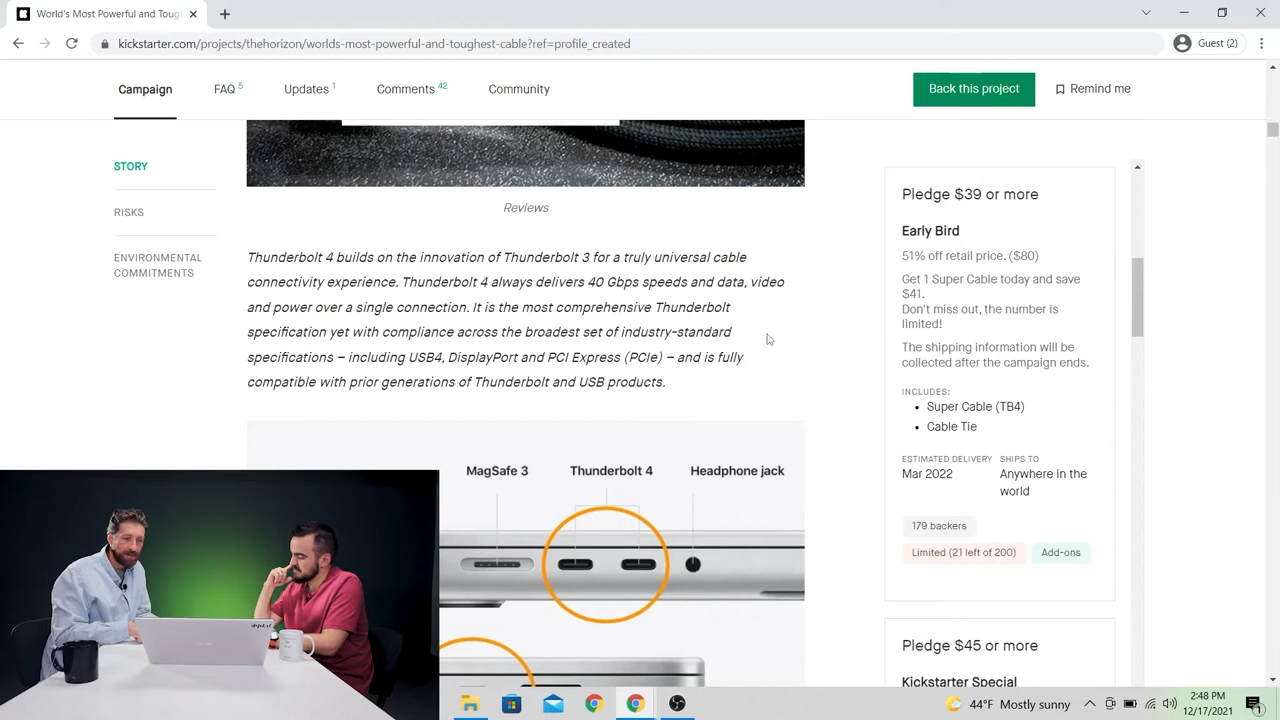 World's Most Powerful and Toug
kickstarter.com/projects/thehorizon/worlds-most-powerful-and-toughest-cable?ref=profile_created
Guest (2)
Campaign
FAQ 5
Updates 1
Comments 42
Community
Back this project
Remind me
STORY
RISKS
ENVIRONMENTAL
COMMITMENTS
Reviews
Thunderbolt 4 builds on the innovation of Thunderbolt 3 for a truly universal cable
connectivity experience. Thunderbolt 4 always delivers 40 Gbps speeds and data, video
and power over a single connection. It is the most comprehensive Thunderbolt
specification yet with compliance across the broadest set of industry-standard
specifications – including USB4, DisplayPort and PCI Express (PCIe) – and is fully
compatible with prior generations of Thunderbolt and USB products.
MagSafe 3
Thunderbolt 4
Headphone jack
Pledge $39 or more
Early Bird
51% off retail price. ($80)
Get 1 Super Cable today and save
$41.
Don't miss out, the number is
limited!
The shipping information will be
collected after the campaign ends.
INCLUDES:
Super Cable (TB4)
Cable Tie
ESTIMATED DELIVERY
Mar 2022
SHIPS TO
Anywhere in the
world
179 backers
Limited (21 left of 200)
Add-ons
Pledge $45 or more
Kickstarter Special
44°F Mostly sunny
2:48 PM
12/17/2021
1